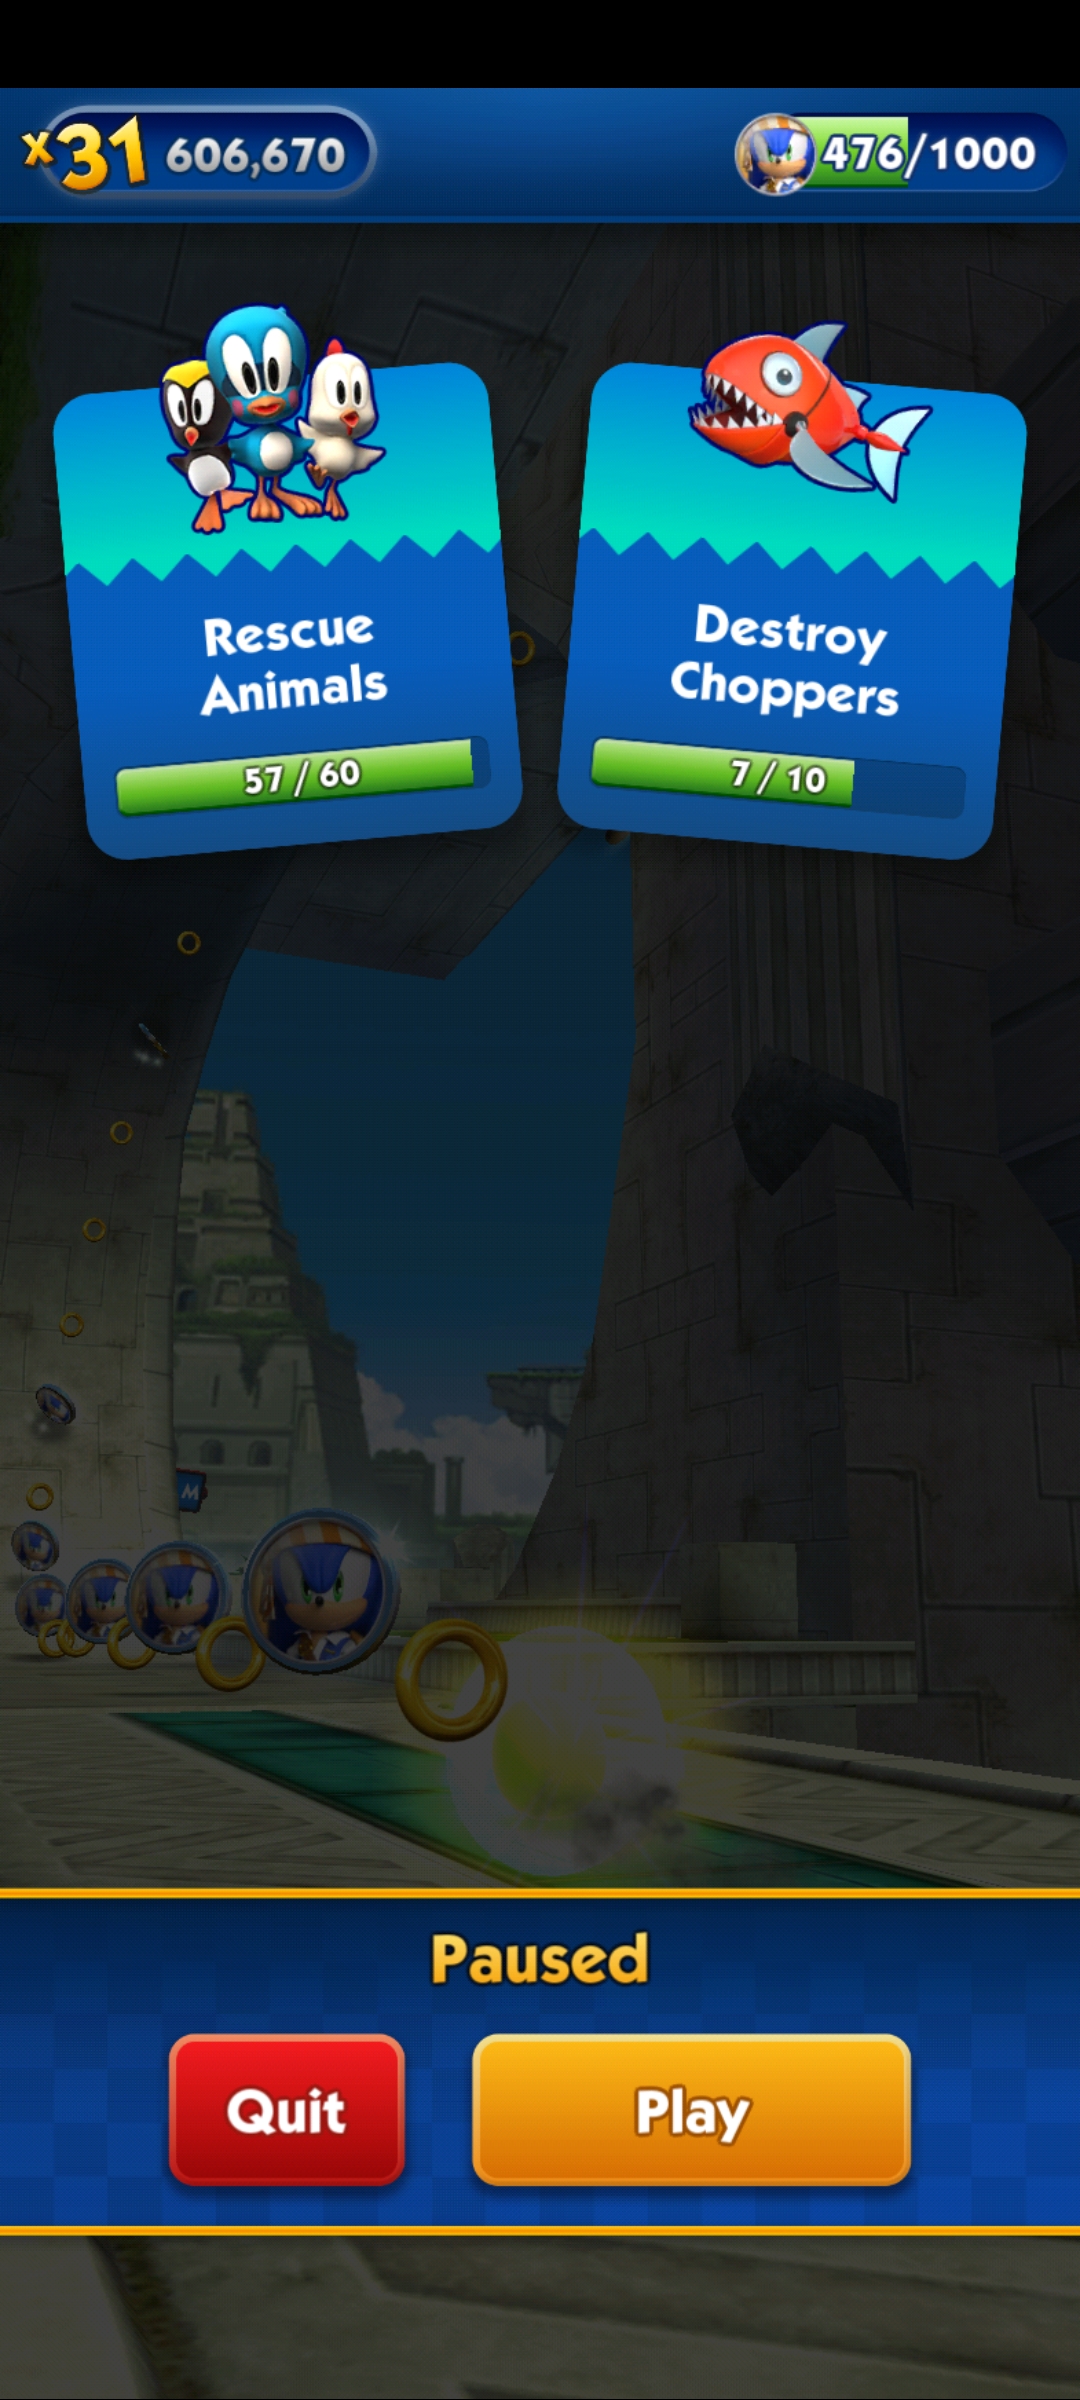 x31 606,670
476/1000
Rescue
Animals
57 / 60
Destroy
Choppers
7 / 10
M
Paused
Quit
Play